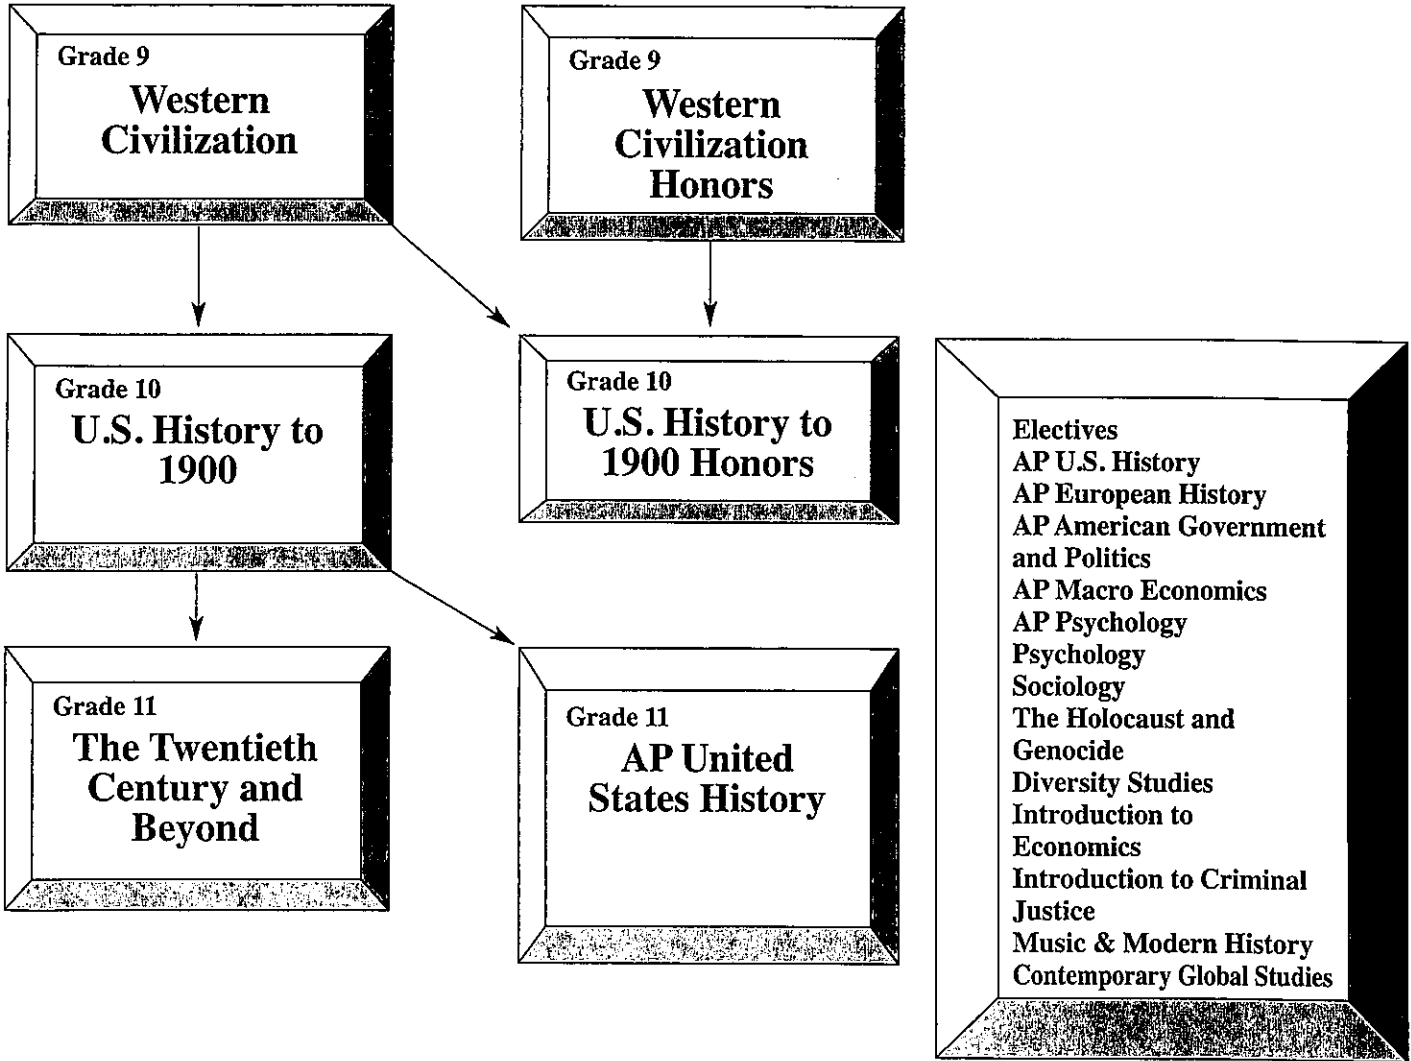 Grade 9
Western
Civilization
Grade 9
Western
Civilization
Honors
Grade 10
U.S. History to
1900
Grade 10
U.S. History to
1900 Honors
Grade 11
The Twentieth
Century and
Beyond
Grade 11
AP United
States History
Electives
AP U.S. History
AP European History
AP American Government
and Politics
AP Macro Economics
AP Psychology
Psychology
Sociology
The Holocaust and
Genocide
Diversity Studies
Introduction to
Economics
Introduction to Criminal
Justice
Music & Modern History
Contemporary Global Studies